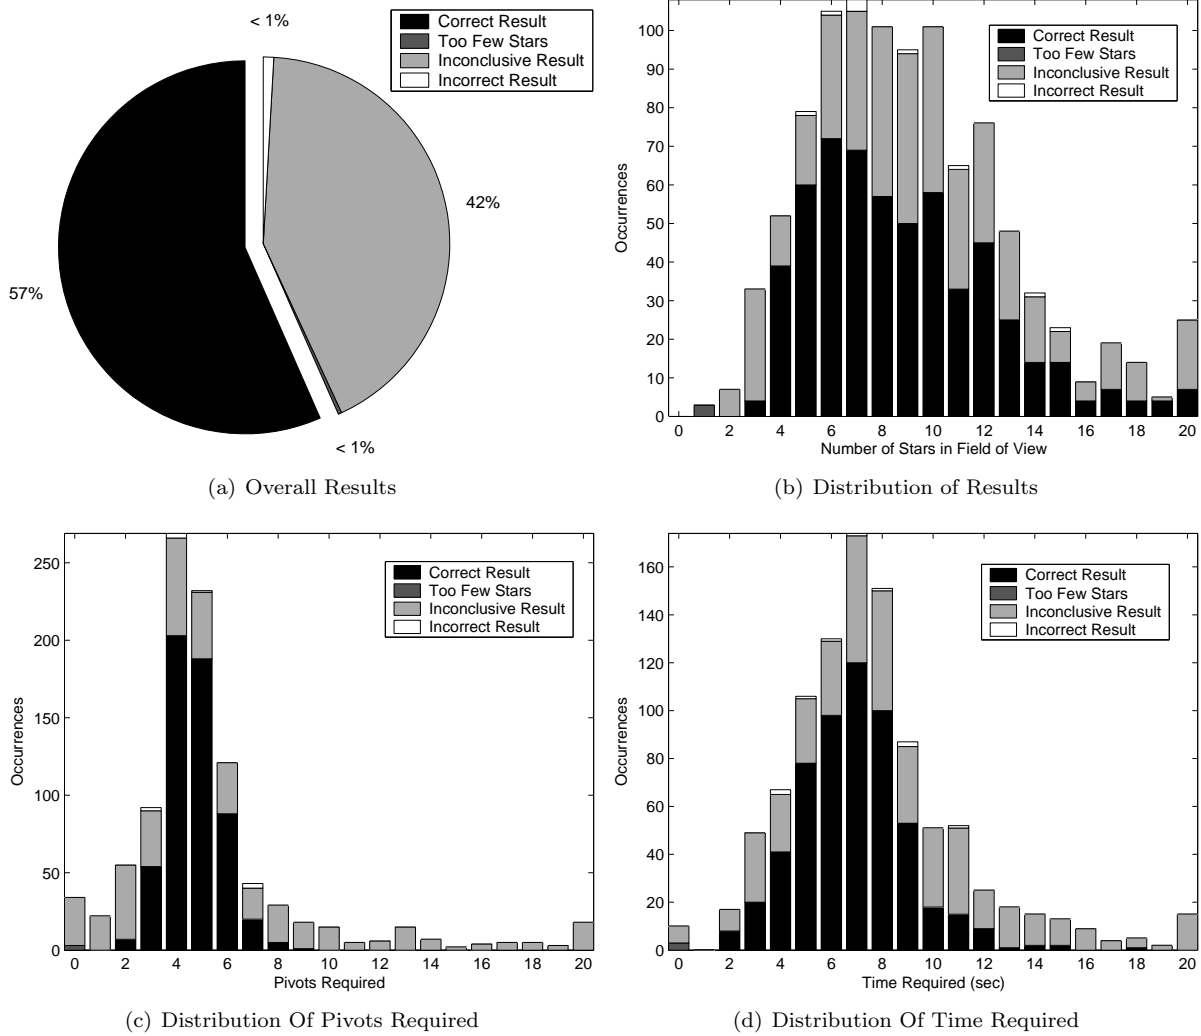 < 1%
Correct Result
Too Few Stars
Inconclusive Result
Incorrect Result
42%
57%
< 1%
(a) Overall Results
100
90
80
70
60
50
40
30
20
10
0
Occurrences
Correct Result
Too Few Stars
Inconclusive Result
Incorrect Result
0 2 4 6 8 10 12 14 16 18 20
Number of Stars in Field of View
(b) Distribution of Results
250
200
150
100
50
0
Occurrences
Correct Result
Too Few Stars
Inconclusive Result
Incorrect Result
0 2 4 6 8 10 12 14 16 18 20
Pivots Required
(c) Distribution Of Pivots Required
160
140
120
100
80
60
40
20
0
Occurrences
Correct Result
Too Few Stars
Inconclusive Result
Incorrect Result
0 2 4 6 8 10 12 14 16 18 20
Time Required (sec)
(d) Distribution Of Time Required